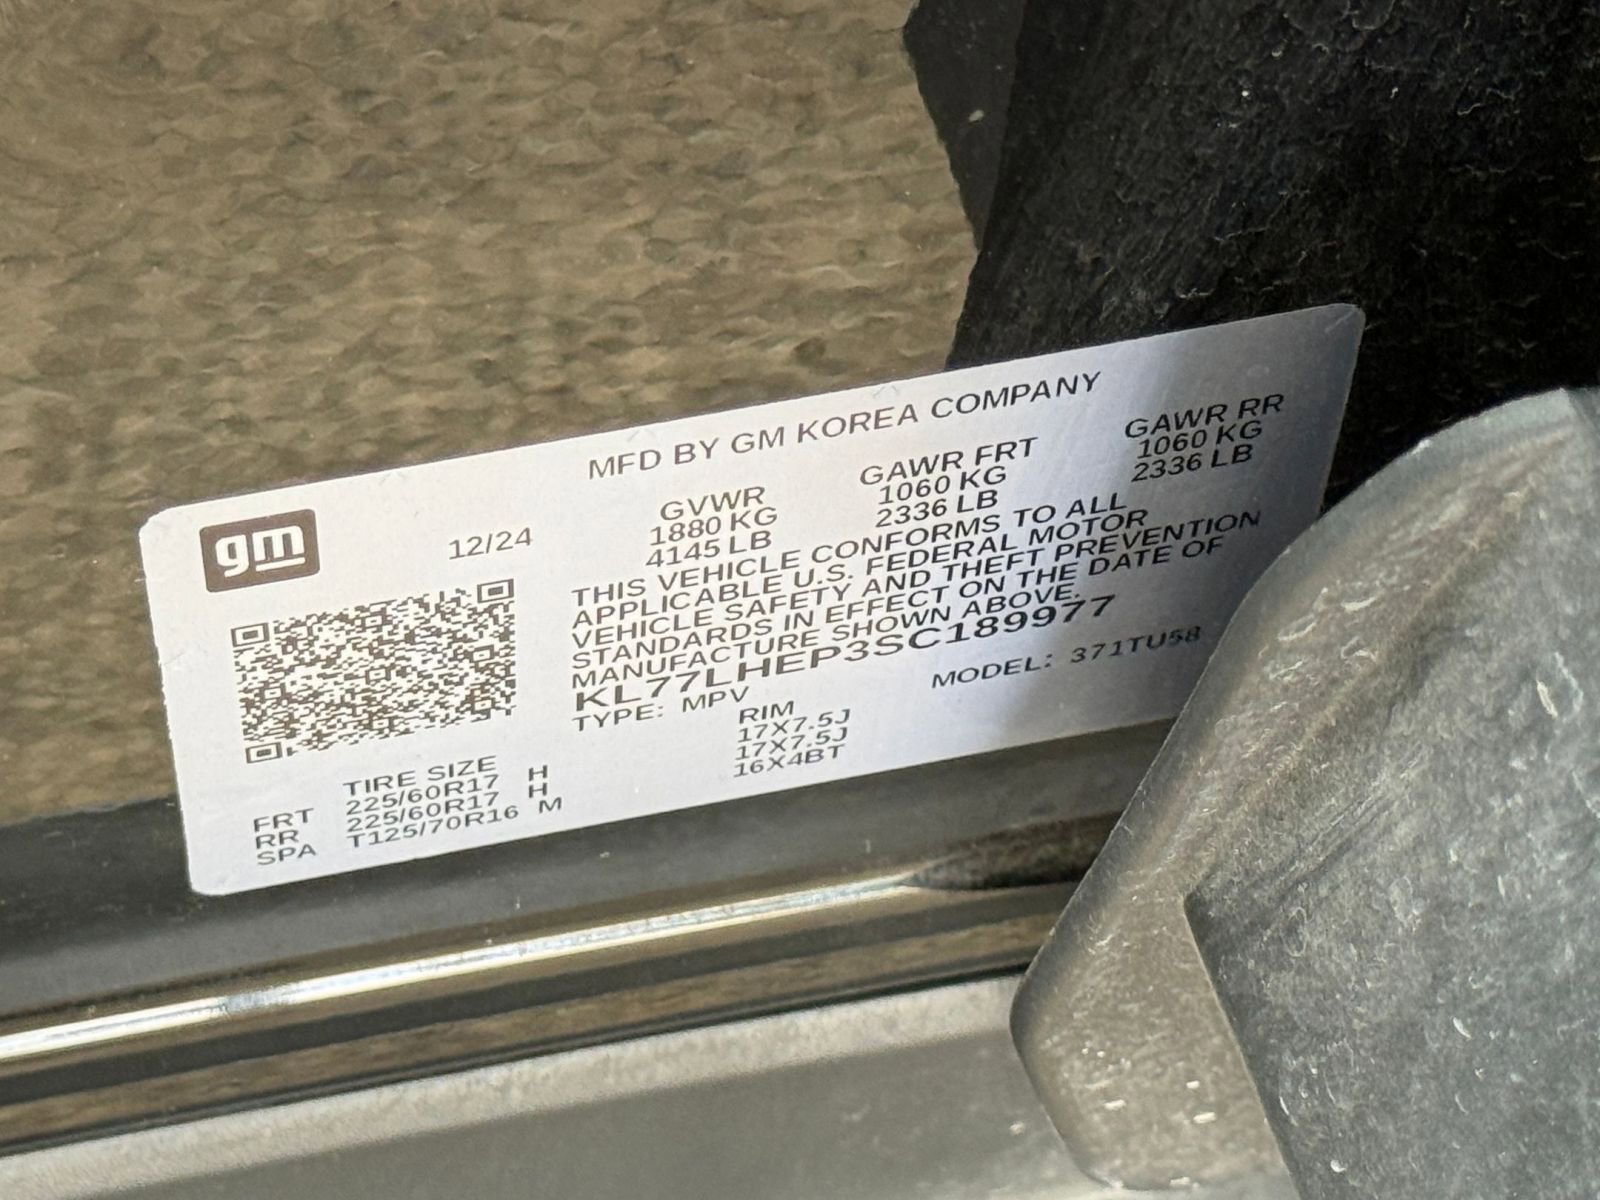 MFD BY GM KOREA COMPANY
gm
12/24
GVWR GAWR FRT GAWR RR
1880 KG 1060 KG 1060 KG
4145 LB 2336 LB 2336 LB
THIS VEHICLE CONFORMS TO ALL
APPLICABLE U.S. FEDERAL MOTOR
VEHICLE SAFETY AND THEFT PREVENTION
STANDARDS IN EFFECT ON THE DATE OF
MANUFACTURE SHOWN ABOVE.
KL77LHEP3SC189977
TYPE: MPV MODEL: 371TU58
TIRE SIZE RIM
FRT 225/60R17 H 17X7.5J
RR 225/60R17 H 17X7.5J
SPA T125/70R16 M 16X4BT